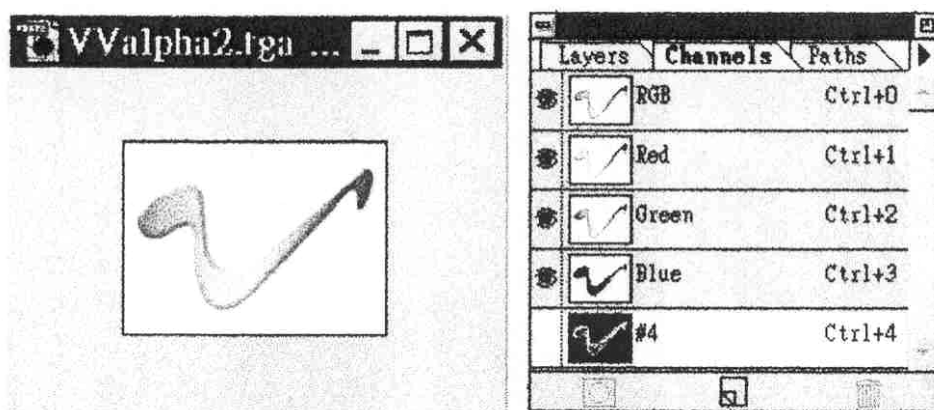 VValpha2.tga ...
Layers Channels Paths
RGB Ctrl+0
Red Ctrl+1
Green Ctrl+2
Blue Ctrl+3
#4 Ctrl+4